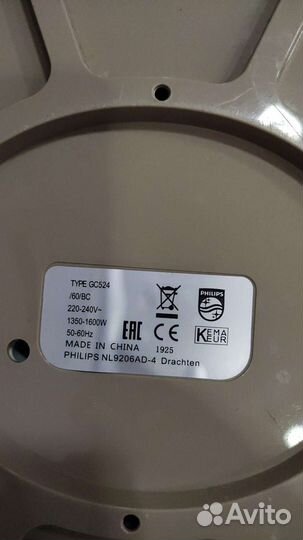 TYPE GC524
/60/BC
220-240V~
1350-1600W
50-60Hz
PHILIPS
EAC CE KEMA KEUR
MADE IN CHINA 1925
PHILIPS NL9206AD-4 Drachten
Avito